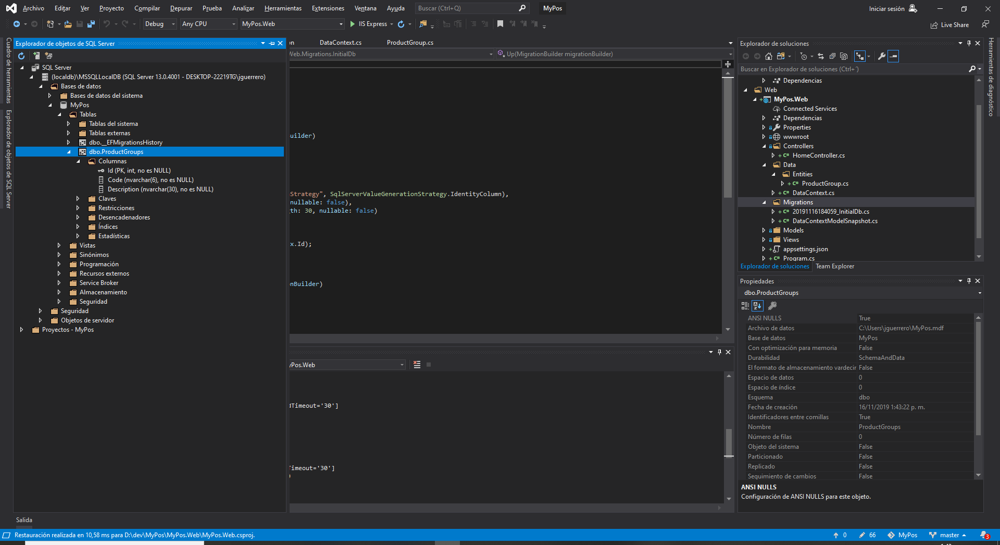 Archivo Editar Ver Proyecto Compilar Depurar Prueba Analizar Herramientas Extensiones Ventana Ayuda Buscar (Ctrl+Q) MyPos Iniciar sesión
Debug Any CPU MyPos.Web IIS Express Live Share
Cuadro de herramientas
Explorador de objetos de SQL Server
Explorador de objetos de SQL Server
SQL Server
(localdb)\MSSQLLocalDB (SQL Server 13.0.4001 - DESKTOP-22219TG\jguerrero)
Bases de datos
Bases de datos del sistema
MyPos
Tablas
Tablas del sistema
Tablas externas
dbo.__EFMigrationsHistory
dbo.ProductGroups
Columnas
Id (PK, int, no es NULL)
Code (nvarchar(6), no es NULL)
Description (nvarchar(30), no es NULL)
Claves
Restricciones
Desencadenadores
Índices
Estadísticas
Vistas
Sinónimos
Programación
Recursos externos
Service Broker
Almacenamiento
Seguridad
Seguridad
Objetos de servidor
Proyectos - MyPos
on DataContext.cs ProductGroup.cs
Web.Migrations.InitialDb Up(MigrationBuilder migrationBuilder)
uilder)
Strategy", SqlServerValueGenerationStrategy.IdentityColumn),
nullable: false),
th: 30, nullable: false)
x.Id);
onBuilder)
yPos.Web
dTimeout='30']
Timeout='30']
)
Explorador de soluciones
Buscar en Explorador de soluciones (Ctrl+´)
Dependencias
Web
MyPos.Web
Connected Services
Dependencias
Properties
wwwroot
Controllers
C# HomeController.cs
Data
Entities
C# ProductGroup.cs
C# DataContext.cs
Migrations
C# 20191116184059_InitialDb.cs
C# DataContextModelSnapshot.cs
Models
Views
appsettings.json
C# Program.cs
Explorador de soluciones Team Explorer
Herramientas de diagnóstico
Propiedades
dbo.ProductGroups
ANSI NULLS True
Archivo de datos C:\Users\jguerrero\MyPos.mdf
Base de datos MyPos
Con optimización para memoria False
Durabilidad SchemaAndData
El formato de almacenamiento vardecir False
Espacio de datos 0
Espacio de índice 0
Esquema dbo
Fecha de creación 16/11/2019 1:43:22 p. m.
Identificadores entre comillas True
Nombre ProductGroups
Número de filas 0
Objeto del sistema False
Particionado False
Replicado False
Seguimiento de cambios False
ANSI NULLS
Configuración de ANSI NULLS para este objeto.
Salida
Restauración realizada en 10,58 ms para D:\dev\MyPos\MyPos.Web\MyPos.Web.csproj. 0 66 MyPos master 3